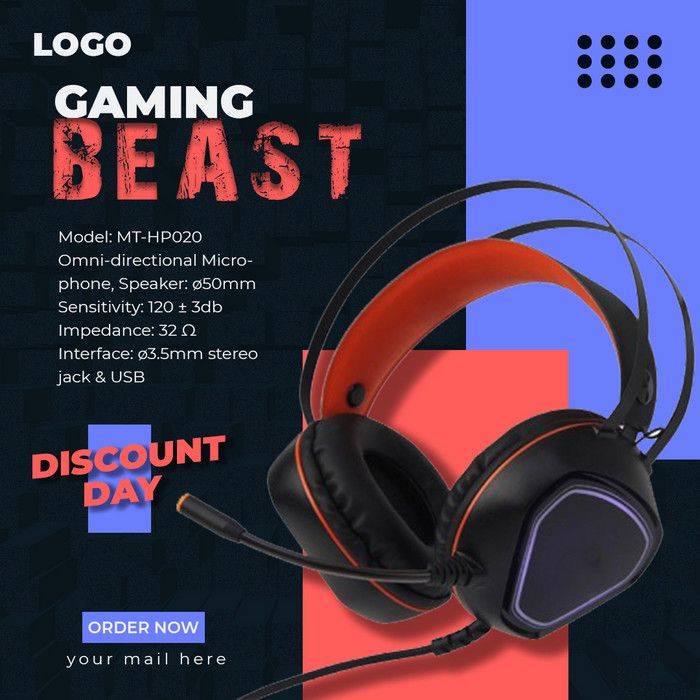 LOGO
GAMING
BEAST
Model: MT-HP020
Omni-directional Micro-
phone, Speaker: ø50mm
Sensitivity: 120 ± 3db
Impedance: 32 Ω
Interface: ø3.5mm stereo
jack & USB
DISCOUNT
DAY
ORDER NOW
your mail here